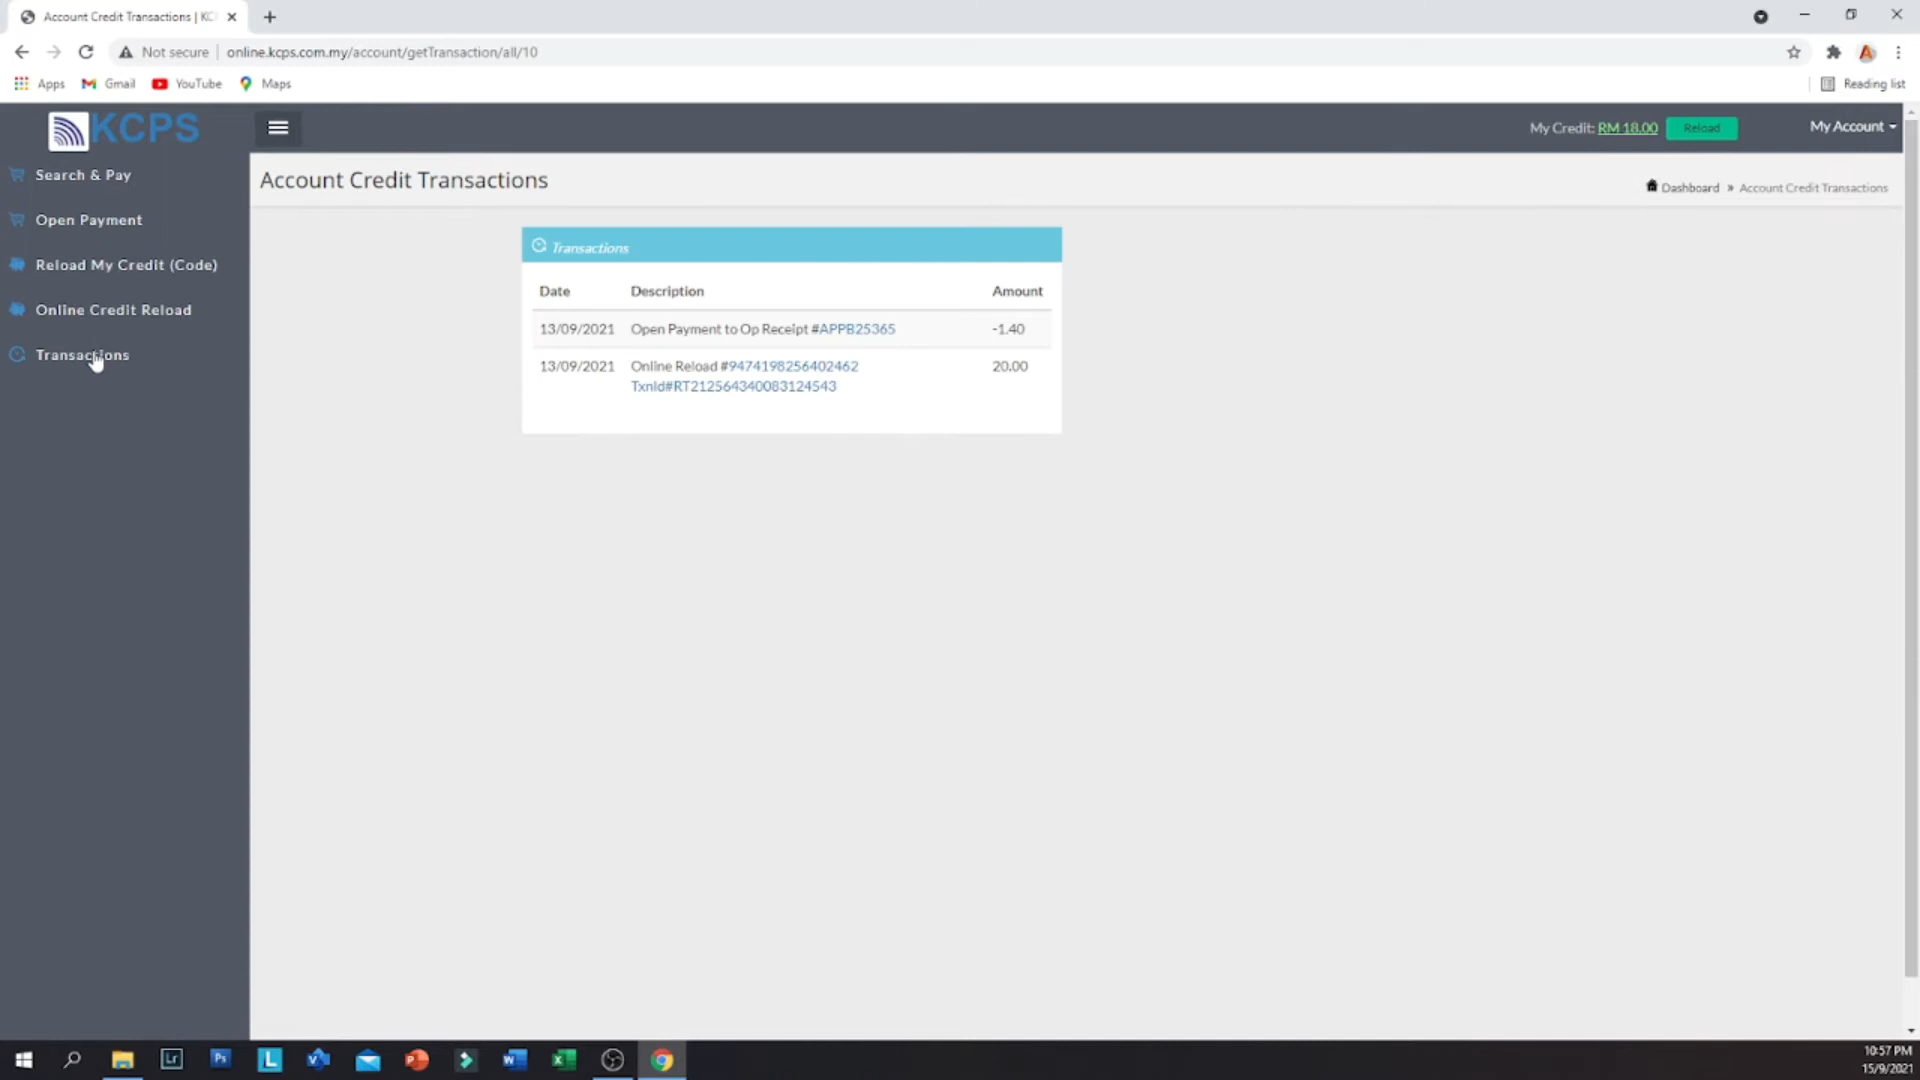 Account Credit Transactions | KC
Not secure | online.kcps.com.my/account/getTransaction/all/10
Apps Gmail YouTube Maps Reading list
KCPS
My Credit: RM 18.00 Reload My Account
Search & Pay
Open Payment
Reload My Credit (Code)
Online Credit Reload
Transactions
Account Credit Transactions
Dashboard » Account Credit Transactions
Transactions
Date Description Amount
13/09/2021 Open Payment to Op Receipt #APPB25365 -1.40
13/09/2021 Online Reload #9474198256402462 20.00
TxnId#RT212564340083124543
Lr Ps L
10:57 PM
15/9/2021